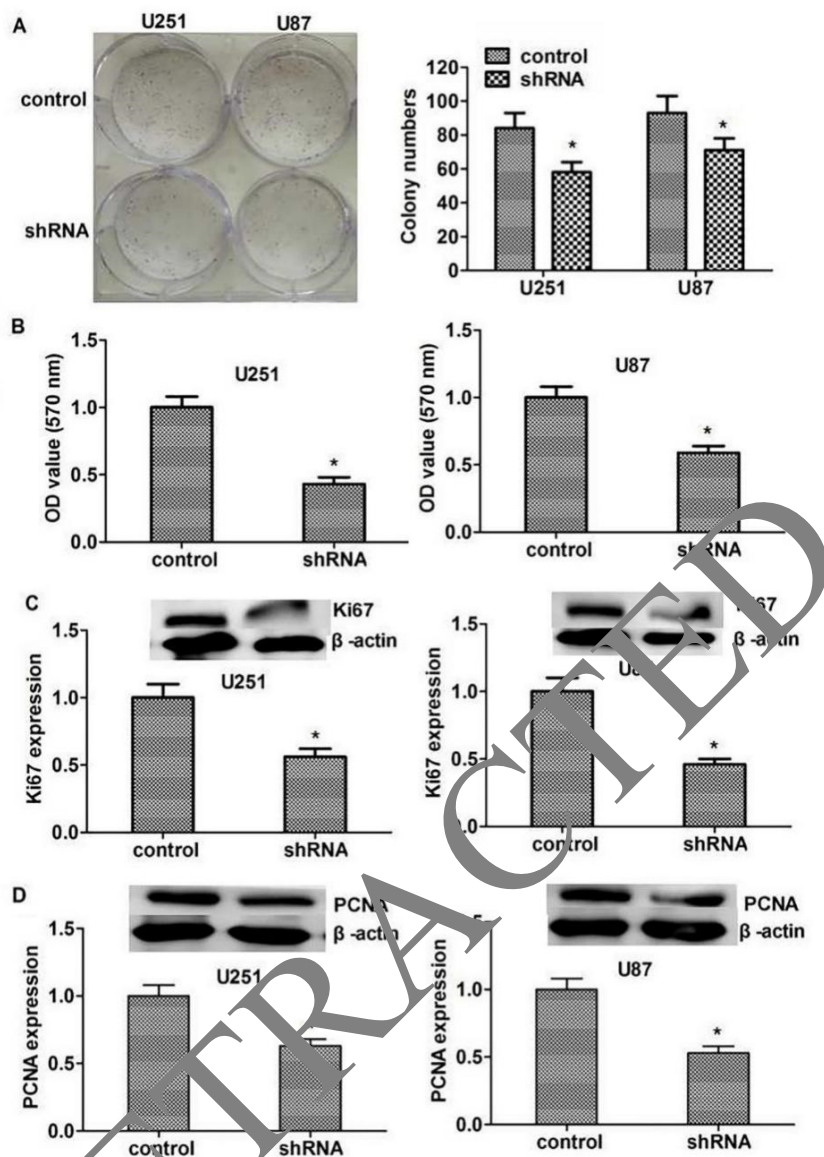 A
U251 U87
control
shRNA
control
shRNA
Colony numbers
120
100
80
60
40
20
0
*
*
U251 U87
B
OD value (570 nm)
1.5
1.0
0.5
0.0
U251
*
control shRNA
OD value (570 nm)
1.5
1.0
0.5
0.0
U87
*
control
C
Ki67
β -actin
Ki67 expression
1.5
1.0
0.5
0.0
U251
*
control shRNA
β -actin
Ki67 expression
1.5
1.0
0.5
*
control shRNA
D
PCNA
β -actin
PCNA expression
1.5
1.0
0.5
0.0
U251
control shRNA
PCNA
β -actin
PCNA expression
1.0
0.5
0.0
U87
*
control shRNA
TRACTED